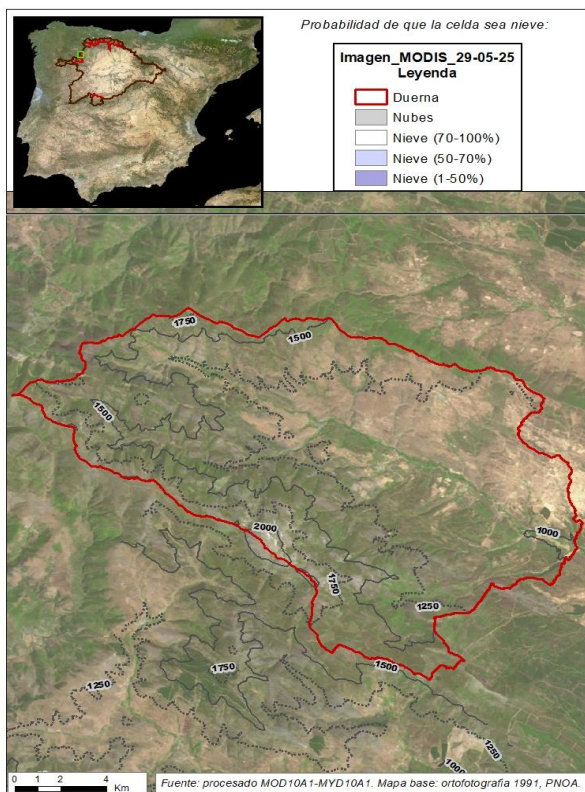 Probabilidad de que la celda sea nieve:
Imagen_MODIS_29-05-25
Leyenda
Duerna
Nubes
Nieve (70-100%)
Nieve (50-70%)
Nieve (1-50%)
1750
1500
1500
2000
1000
1750
1250
1750
1500
1250
1250
1000
0 1 2 4
Km
Fuente: procesado MOD10A1-MYD10A1. Mapa base: ortofotografía 1991, PNOA.